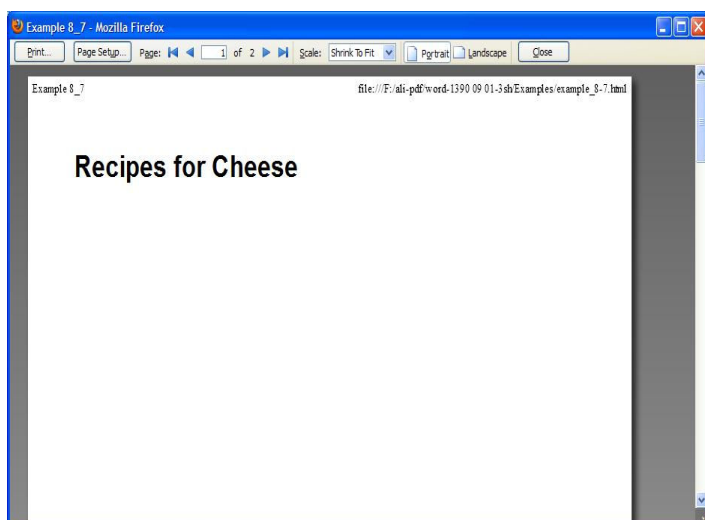 Example 8_7 - Mozilla Firefox
Print... Page Setup... Page: 1 of 2 Scale: Shrink To Fit Portrait Landscape Close
Example 8_7 file:///F:/ali-pdf/word-1390 09 01-3sh/Examples/example_8-7.html
Recipes for Cheese